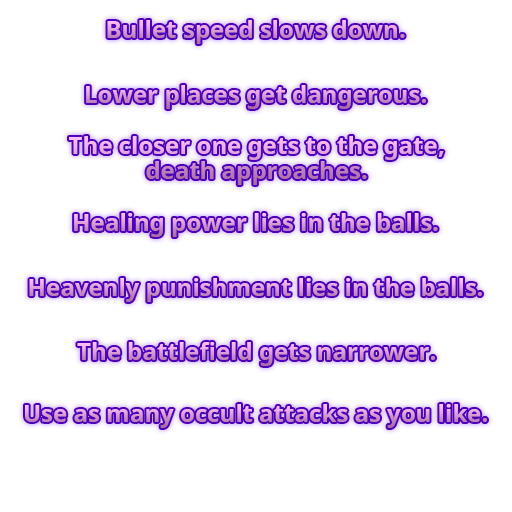 Bullet speed slows down.
Lower places get dangerous.
The closer one gets to the gate,
death approaches.
Healing power lies in the balls.
Heavenly punishment lies in the balls.
The battlefield gets narrower.
Use as many occult attacks as you like.